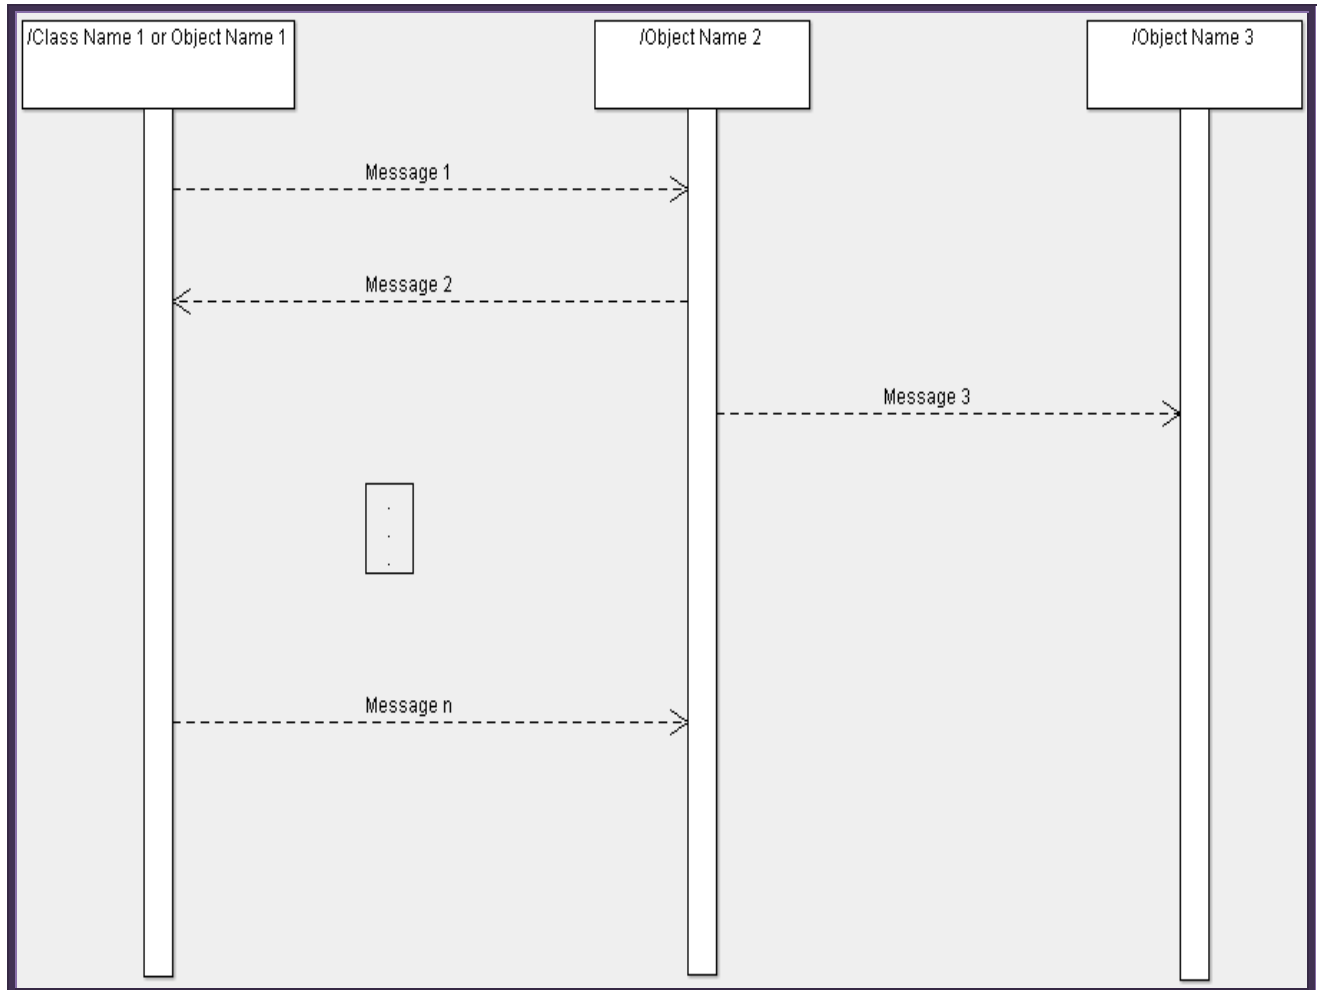 /Class Name 1 or Object Name 1
/Object Name 2
/Object Name 3
Message 1
Message 2
Message 3
.
.
.
Message n